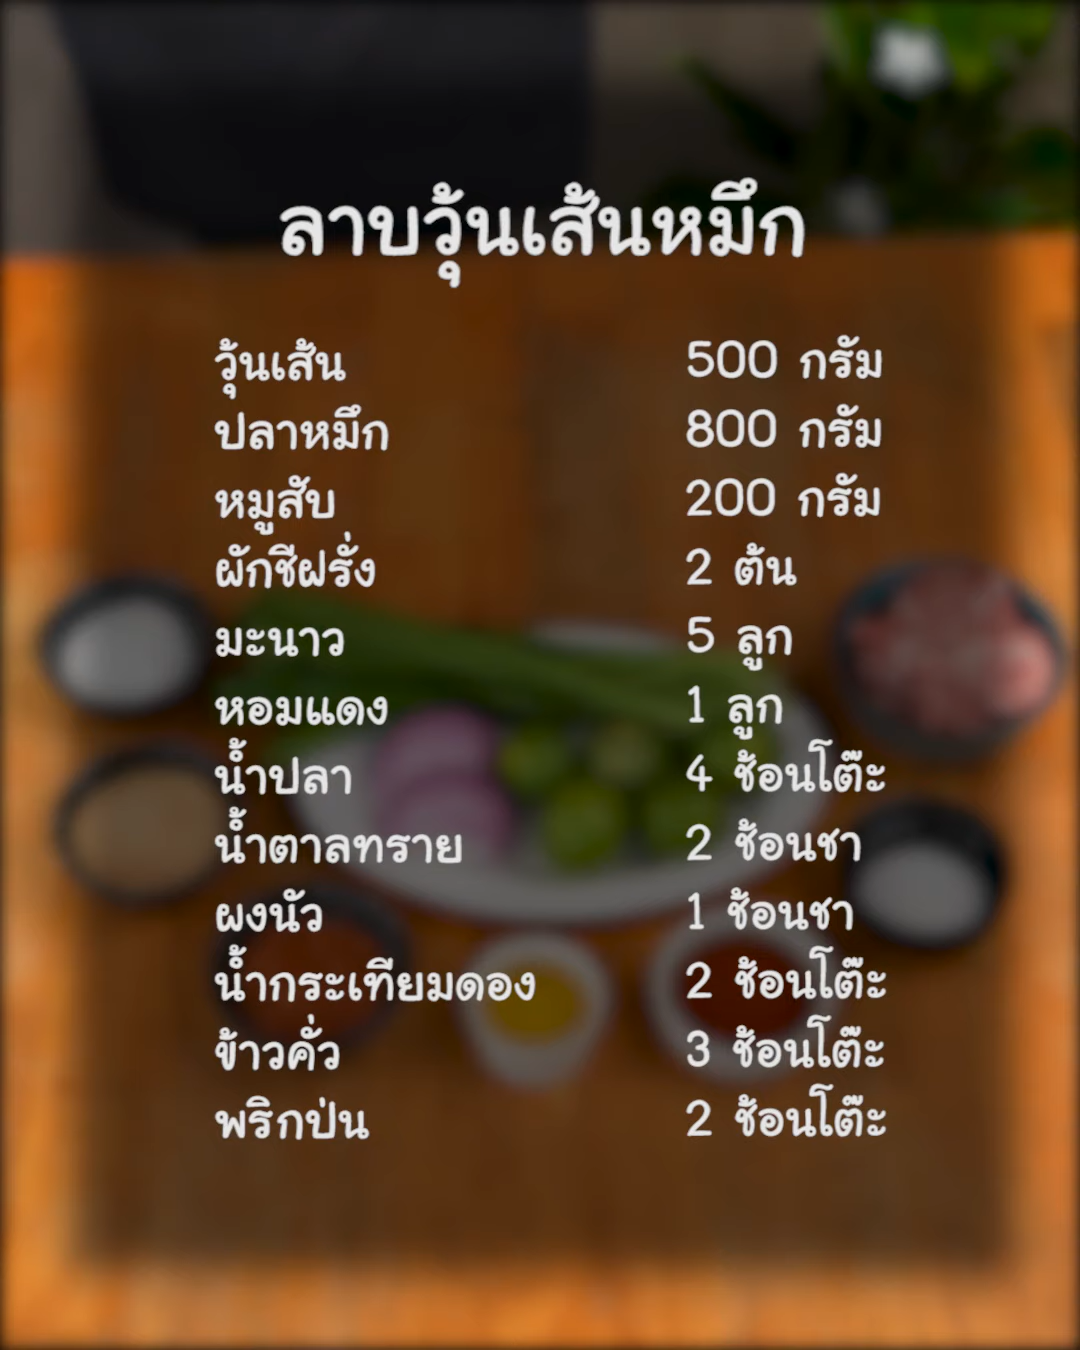 ลาบวุ้นเส้นหมึก
วุ้นเส้น 500 กรัม
ปลาหมึก 800 กรัม
หมูสับ 200 กรัม
ผักชีฝรั่ง 2 ต้น
มะนาว 5 ลูก
หอมแดง 1 ลูก
น้ำปลา 4 ช้อนโต๊ะ
น้ำตาลทราย 2 ช้อนชา
ผงนัว 1 ช้อนชา
น้ำกระเทียมดอง 2 ช้อนโต๊ะ
ข้าวคั่ว 3 ช้อนโต๊ะ
พริกป่น 2 ช้อนโต๊ะ